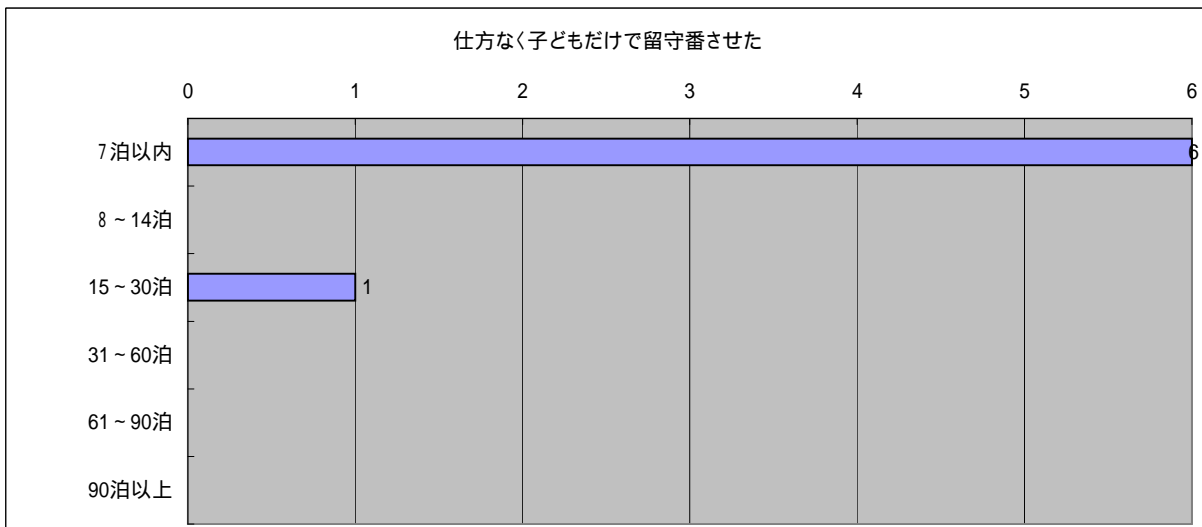 仕方なく子どもだけで留守番させた
0 1 2 3 4 5 6
7泊以内 6
8~14泊
15~30泊 1
31~60泊
61~90泊
90泊以上